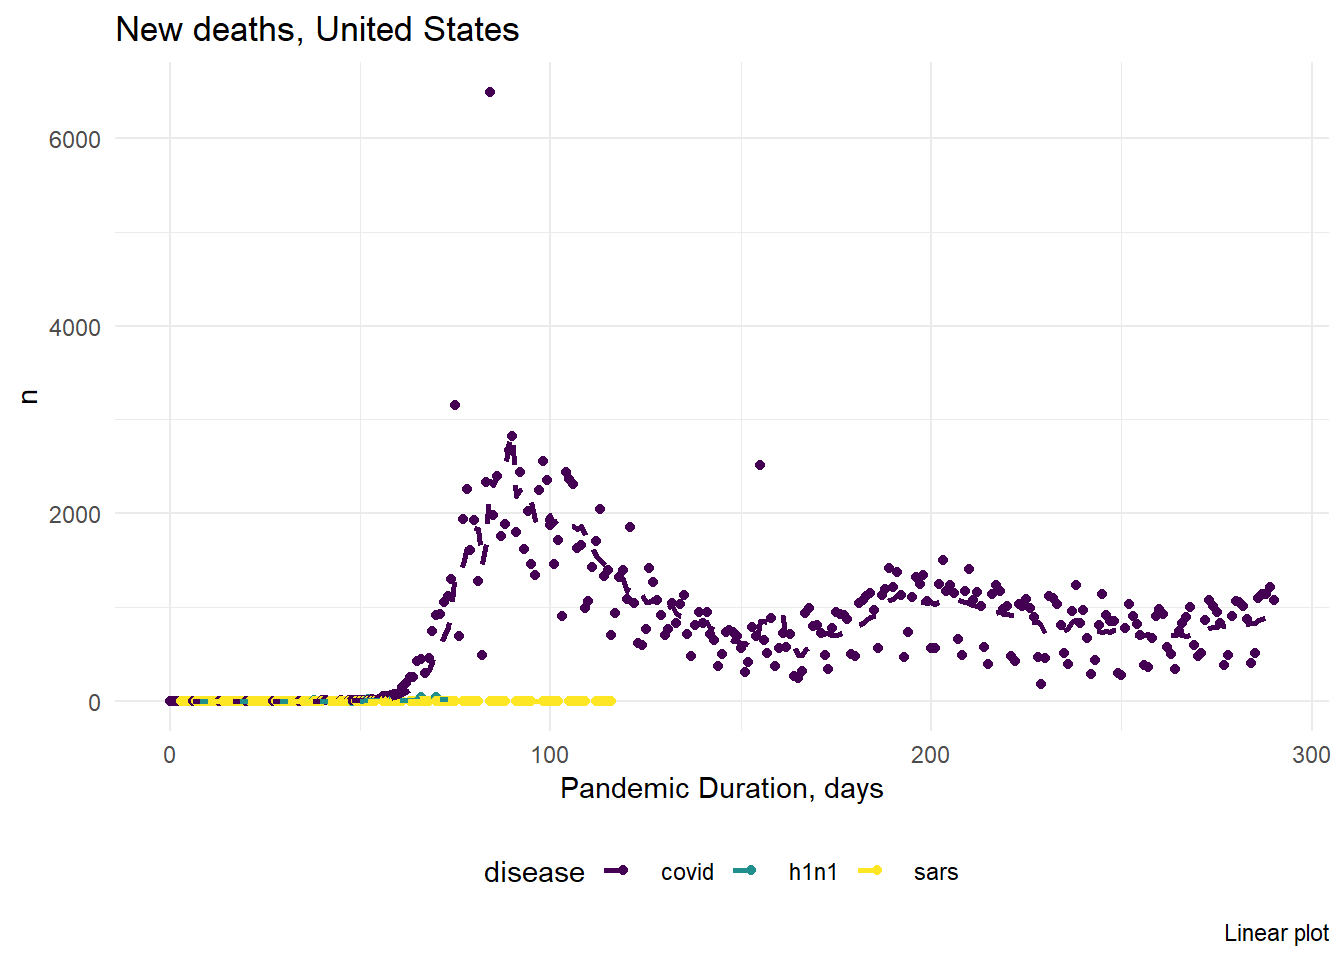 New deaths, United States
n
6000
4000
2000
0
0 100 200 300
Pandemic Duration, days
disease covid h1n1 sars
Linear plot